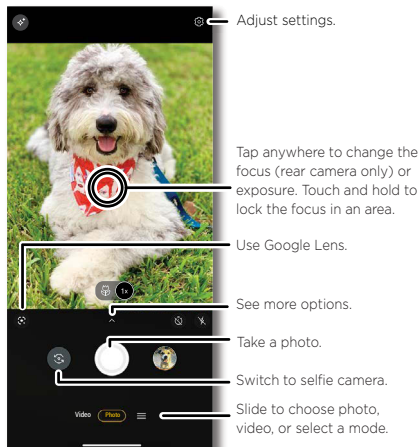 Adjust settings.
Tap anywhere to change the
focus (rear camera only) or
exposure. Touch and hold to
lock the focus in an area.
Use Google Lens.
1x
See more options.
Take a photo.
Switch to selfie camera.
Video Photo
Slide to choose photo,
video, or select a mode.